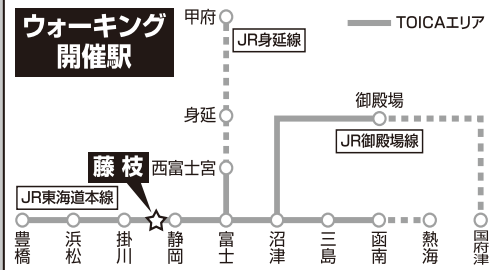 ウォーキング
開催駅
甲府
JR身延線
TOICAエリア
身延
御殿場
JR御殿場線
藤枝
西富士宮
JR東海道本線
豊橋
浜松
掛川
静岡
富士
沼津
三島
函南
熱海
国府津